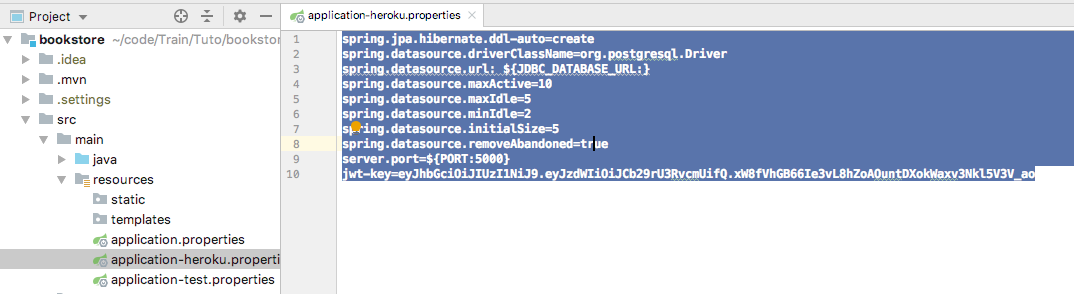 Project
application-heroku.properties
bookstore ~/code/Train/Tuto/bookstor
.idea
.mvn
.settings
src
main
java
resources
static
templates
application.properties
application-heroku.properti
application-test.properties
1 spring.jpa.hibernate.ddl-auto=create
2 spring.datasource.driverClassName=org.postgresql.Driver
3 spring.datasource.url: ${JDBC_DATABASE_URL:}
4 spring.datasource.maxActive=10
5 spring.datasource.maxIdle=5
6 spring.datasource.minIdle=2
7 spring.datasource.initialSize=5
8 spring.datasource.removeAbandoned=true
9 server.port=${PORT:5000}
10 jwt-key=eyJhbGciOiJIUzI1NiJ9.eyJzdWIiOiJCb29rU3RvcmUifQ.xW8fVhGB66Ie3vL8hZoAOuntDXokWaxv3Nkl5V3V_ao